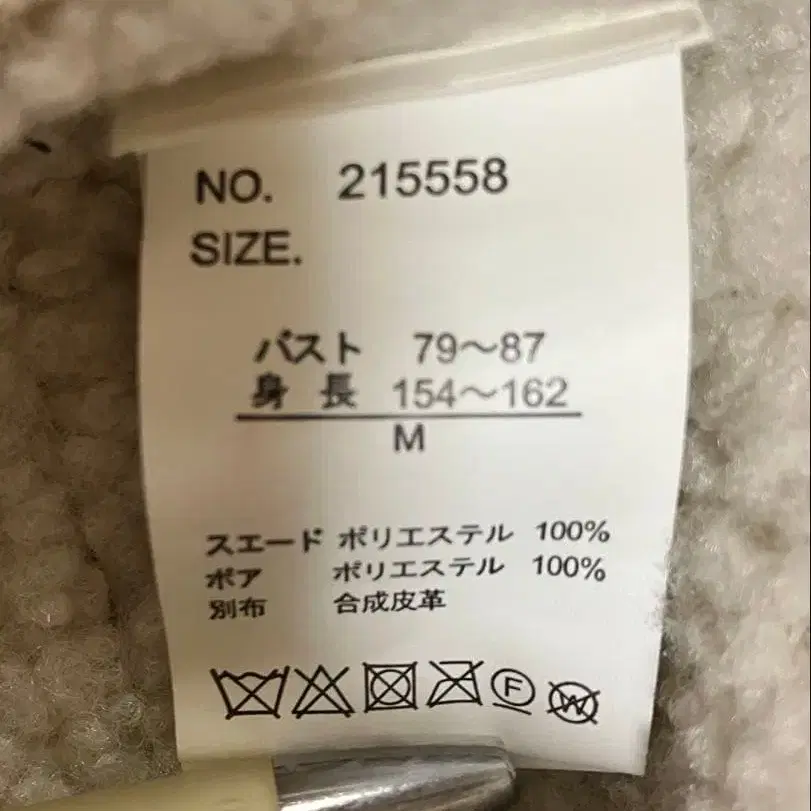 NO. 215558
SIZE.
バスト 79～87
身 長 154～162
M
スエード ポリエステル 100%
ボア ポリエステル 100%
別布 合成皮革
F W